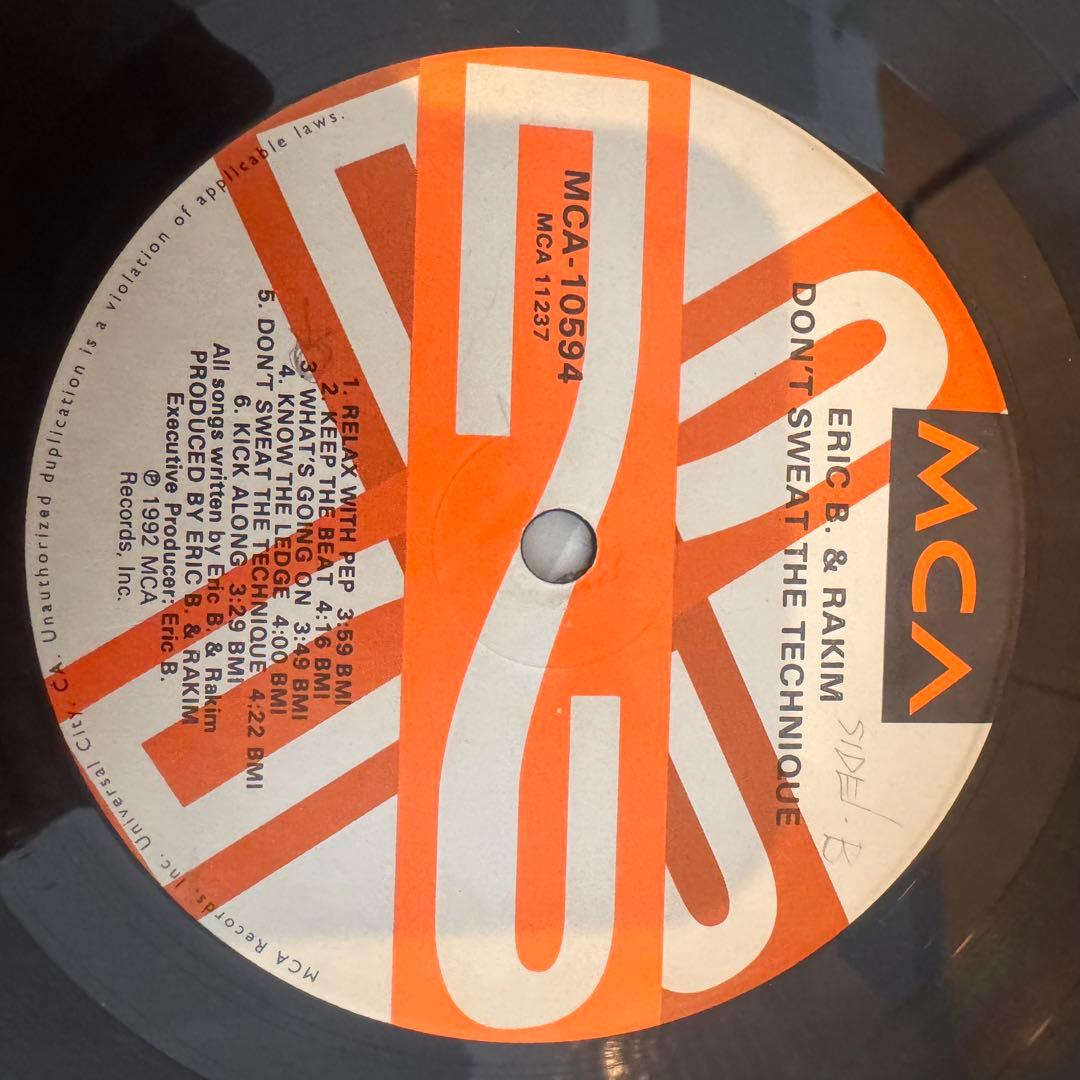 MCA
ERIC B. & RAKIM
DON'T SWEAT THE TECHNIQUE
SIDE B
MCA-10594
MCA 11237
1. RELAX WITH PEP 3:59 BMI
2. KEEP THE BEAT 4:16 BMI
3. WHAT'S GOING ON 3:49 BMI
4. KNOW THE LEDGE 4:00 BMI
5. DON'T SWEAT THE TECHNIQUE 4:22 BMI
6. KICK ALONG 3:29 BMI
All songs written by Eric B. & Rakim
PRODUCED BY ERIC B. & RAKIM
Executive Producer: Eric B.
℗ 1992 MCA
Records, Inc.
MCA Records, Inc. Universal City, CA. Unauthorized duplication is a violation of applicable laws.